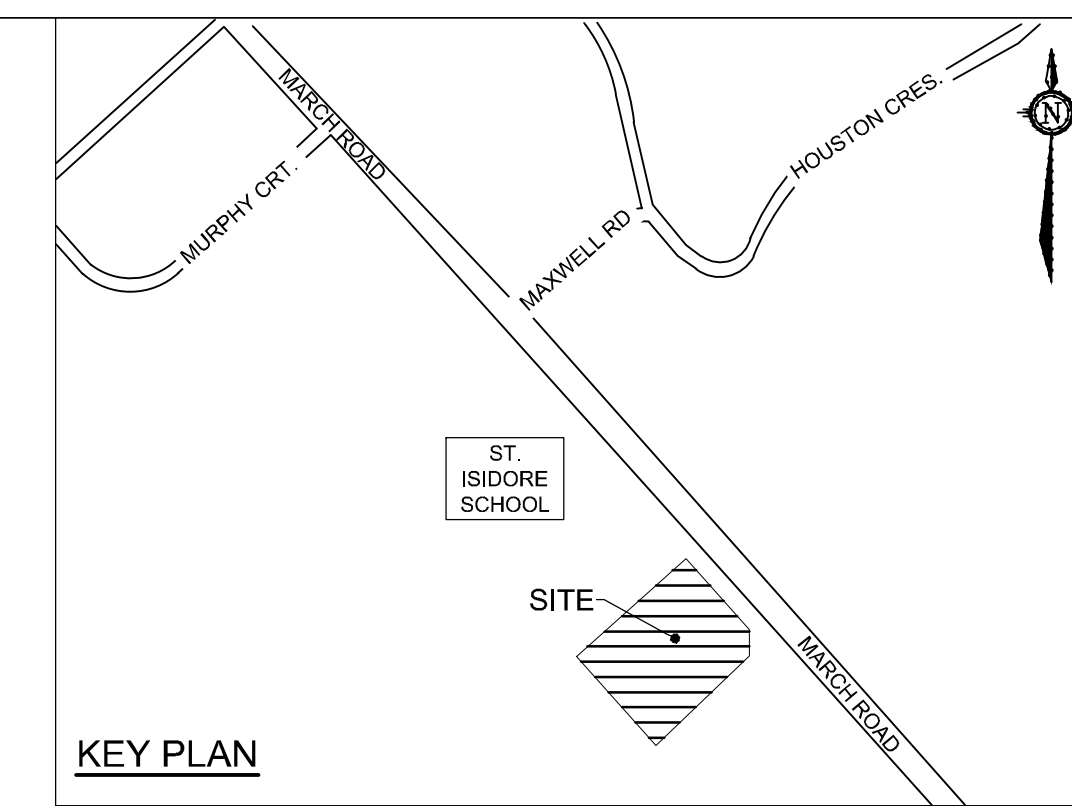 MARCH ROAD
HOUSTON CRES.
N
MURPHY CRT.
MAXWELL RD
ST.
ISIDORE
SCHOOL
SITE
MARCH ROAD
KEY PLAN